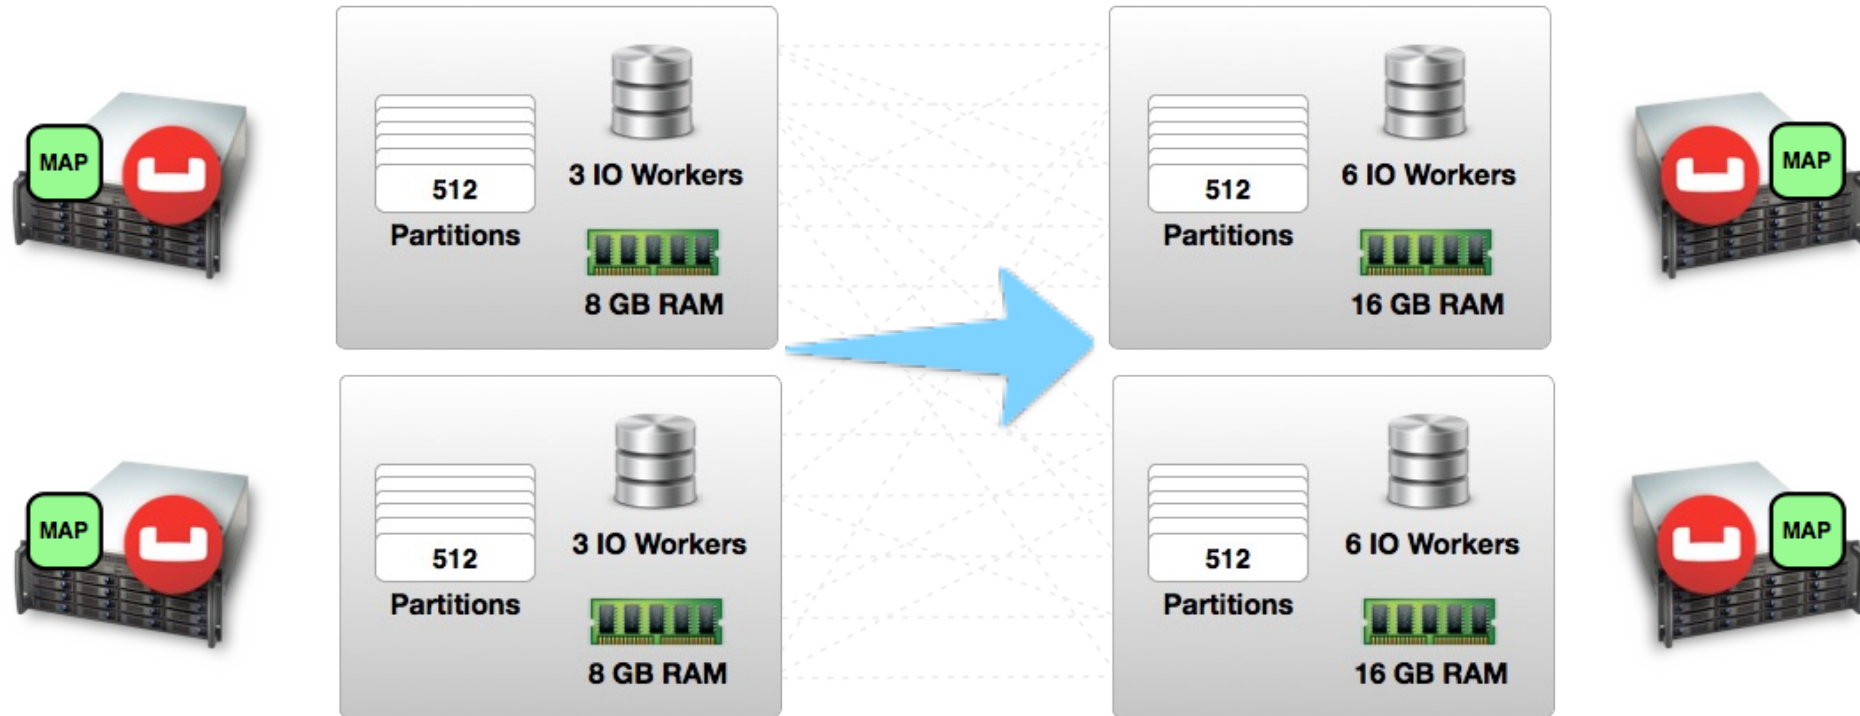 MAP
512
Partitions
3 IO Workers
8 GB RAM
512
Partitions
6 IO Workers
16 GB RAM
MAP
MAP
512
Partitions
3 IO Workers
8 GB RAM
512
Partitions
6 IO Workers
16 GB RAM
MAP